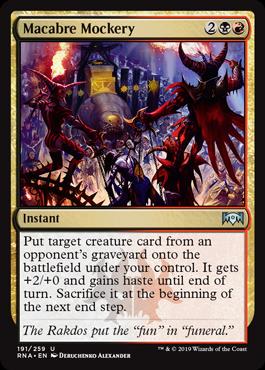 Macabre Mockery 2
Instant
Put target creature card from an
opponent's graveyard onto the
battlefield under your control. It gets
+2/+0 and gains haste until end of
turn. Sacrifice it at the beginning of
the next end step.
The Rakdos put the "fun" in "funeral."
191/259 U
RNA • EN Deruchenko Alexander
™ & © 2019 Wizards of the Coast